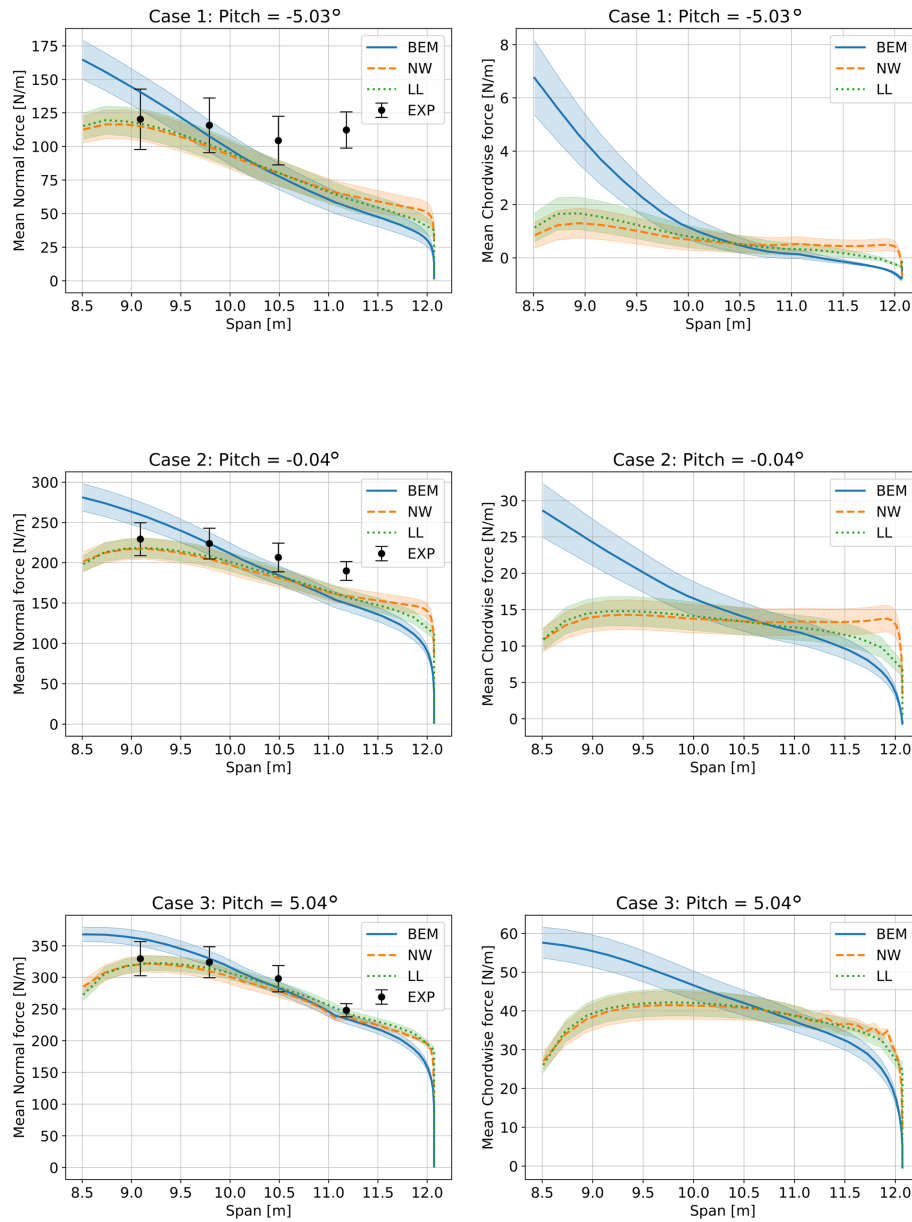 Case 1: Pitch = -5.03°
Mean Normal force [N/m]
175
150
125
100
75
50
25
0
BEM
NW
LL
EXP
8.5 9.0 9.5 10.0 10.5 11.0 11.5 12.0
Span [m]
Case 1: Pitch = -5.03°
Mean Chordwise force [N/m]
8
6
4
2
0
BEM
NW
LL
8.5 9.0 9.5 10.0 10.5 11.0 11.5 12.0
Span [m]
Case 2: Pitch = -0.04°
Mean Normal force [N/m]
300
250
200
150
100
50
0
BEM
NW
LL
EXP
8.5 9.0 9.5 10.0 10.5 11.0 11.5 12.0
Span [m]
Case 2: Pitch = -0.04°
Mean Chordwise force [N/m]
30
25
20
15
10
5
0
BEM
NW
LL
8.5 9.0 9.5 10.0 10.5 11.0 11.5 12.0
Span [m]
Case 3: Pitch = 5.04°
Mean Normal force [N/m]
350
300
250
200
150
100
50
0
BEM
NW
LL
EXP
8.5 9.0 9.5 10.0 10.5 11.0 11.5 12.0
Span [m]
Case 3: Pitch = 5.04°
Mean Chordwise force [N/m]
60
50
40
30
20
10
0
BEM
NW
LL
8.5 9.0 9.5 10.0 10.5 11.0 11.5 12.0
Span [m]